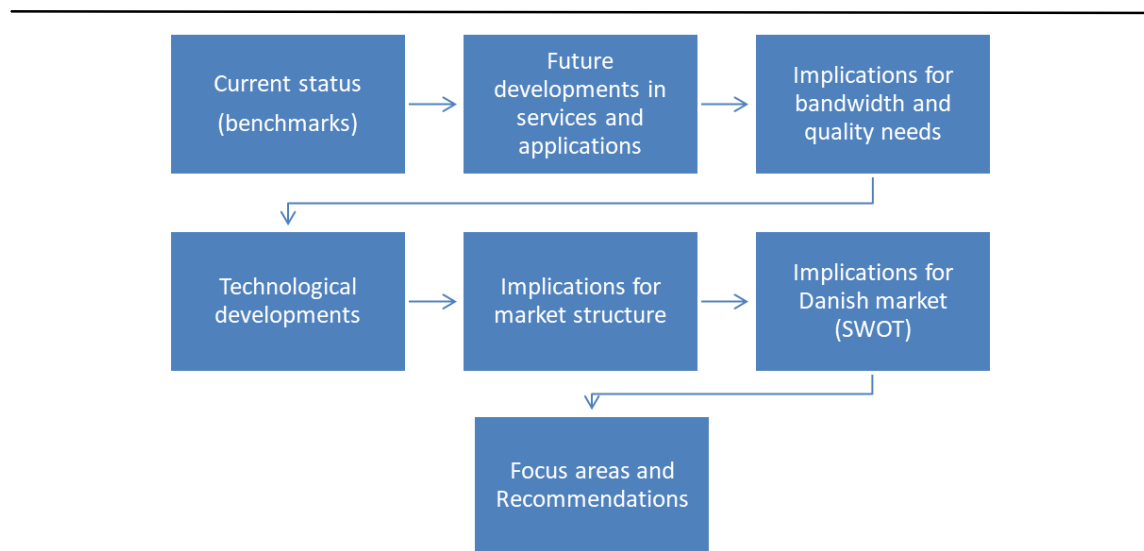 Current status
(benchmarks)
Future
developments in
services and
applications
Implications for
bandwidth and
quality needs
Technological
developments
Implications for
market structure
Implications for
Danish market
(SWOT)
Focus areas and
Recommendations